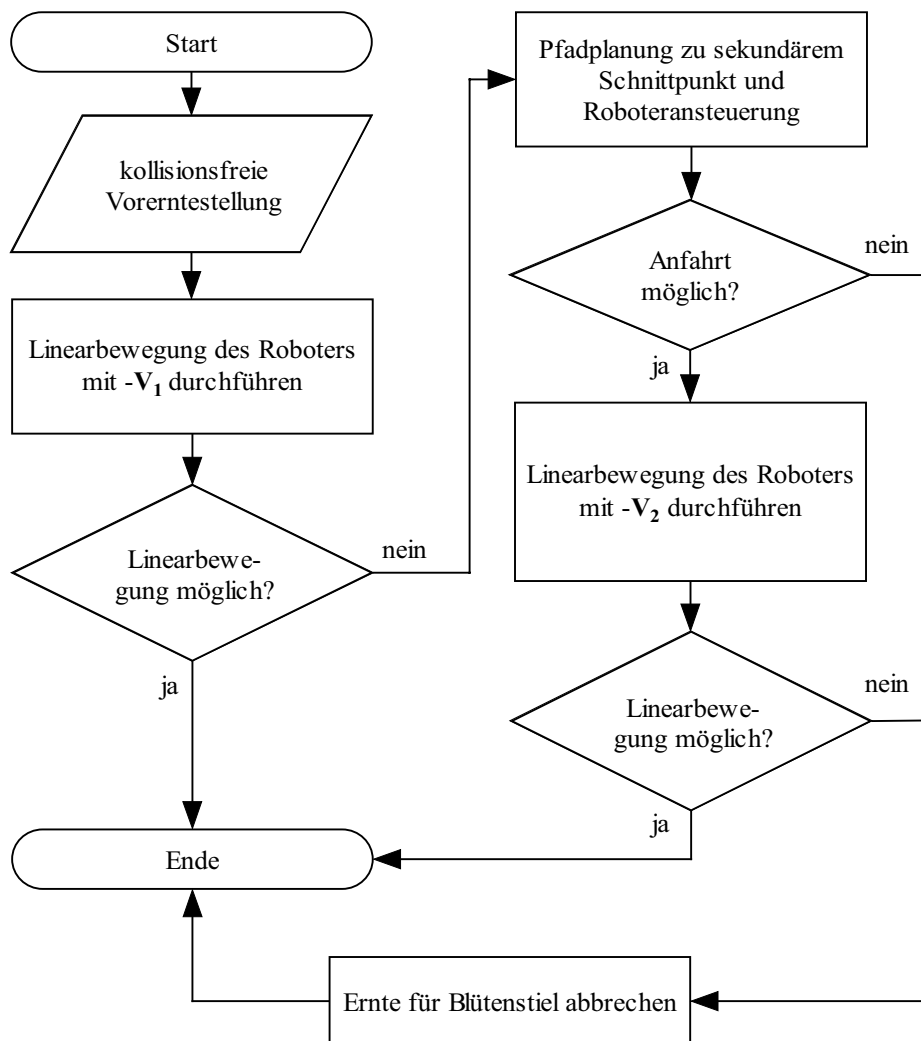 Start
kollisionsfreie
Vorerntestellung
Linearbewegung des Roboters
mit -V₁ durchführen
Linearbewe-
gung möglich?
nein
ja
Pfadplanung zu sekundärem
Schnittpunkt und
Roboteransteuerung
Anfahrt
möglich?
nein
ja
Linearbewegung des Roboters
mit -V₂ durchführen
Linearbewe-
gung möglich?
nein
ja
Ende
Ernte für Blütenstiel abbrechen